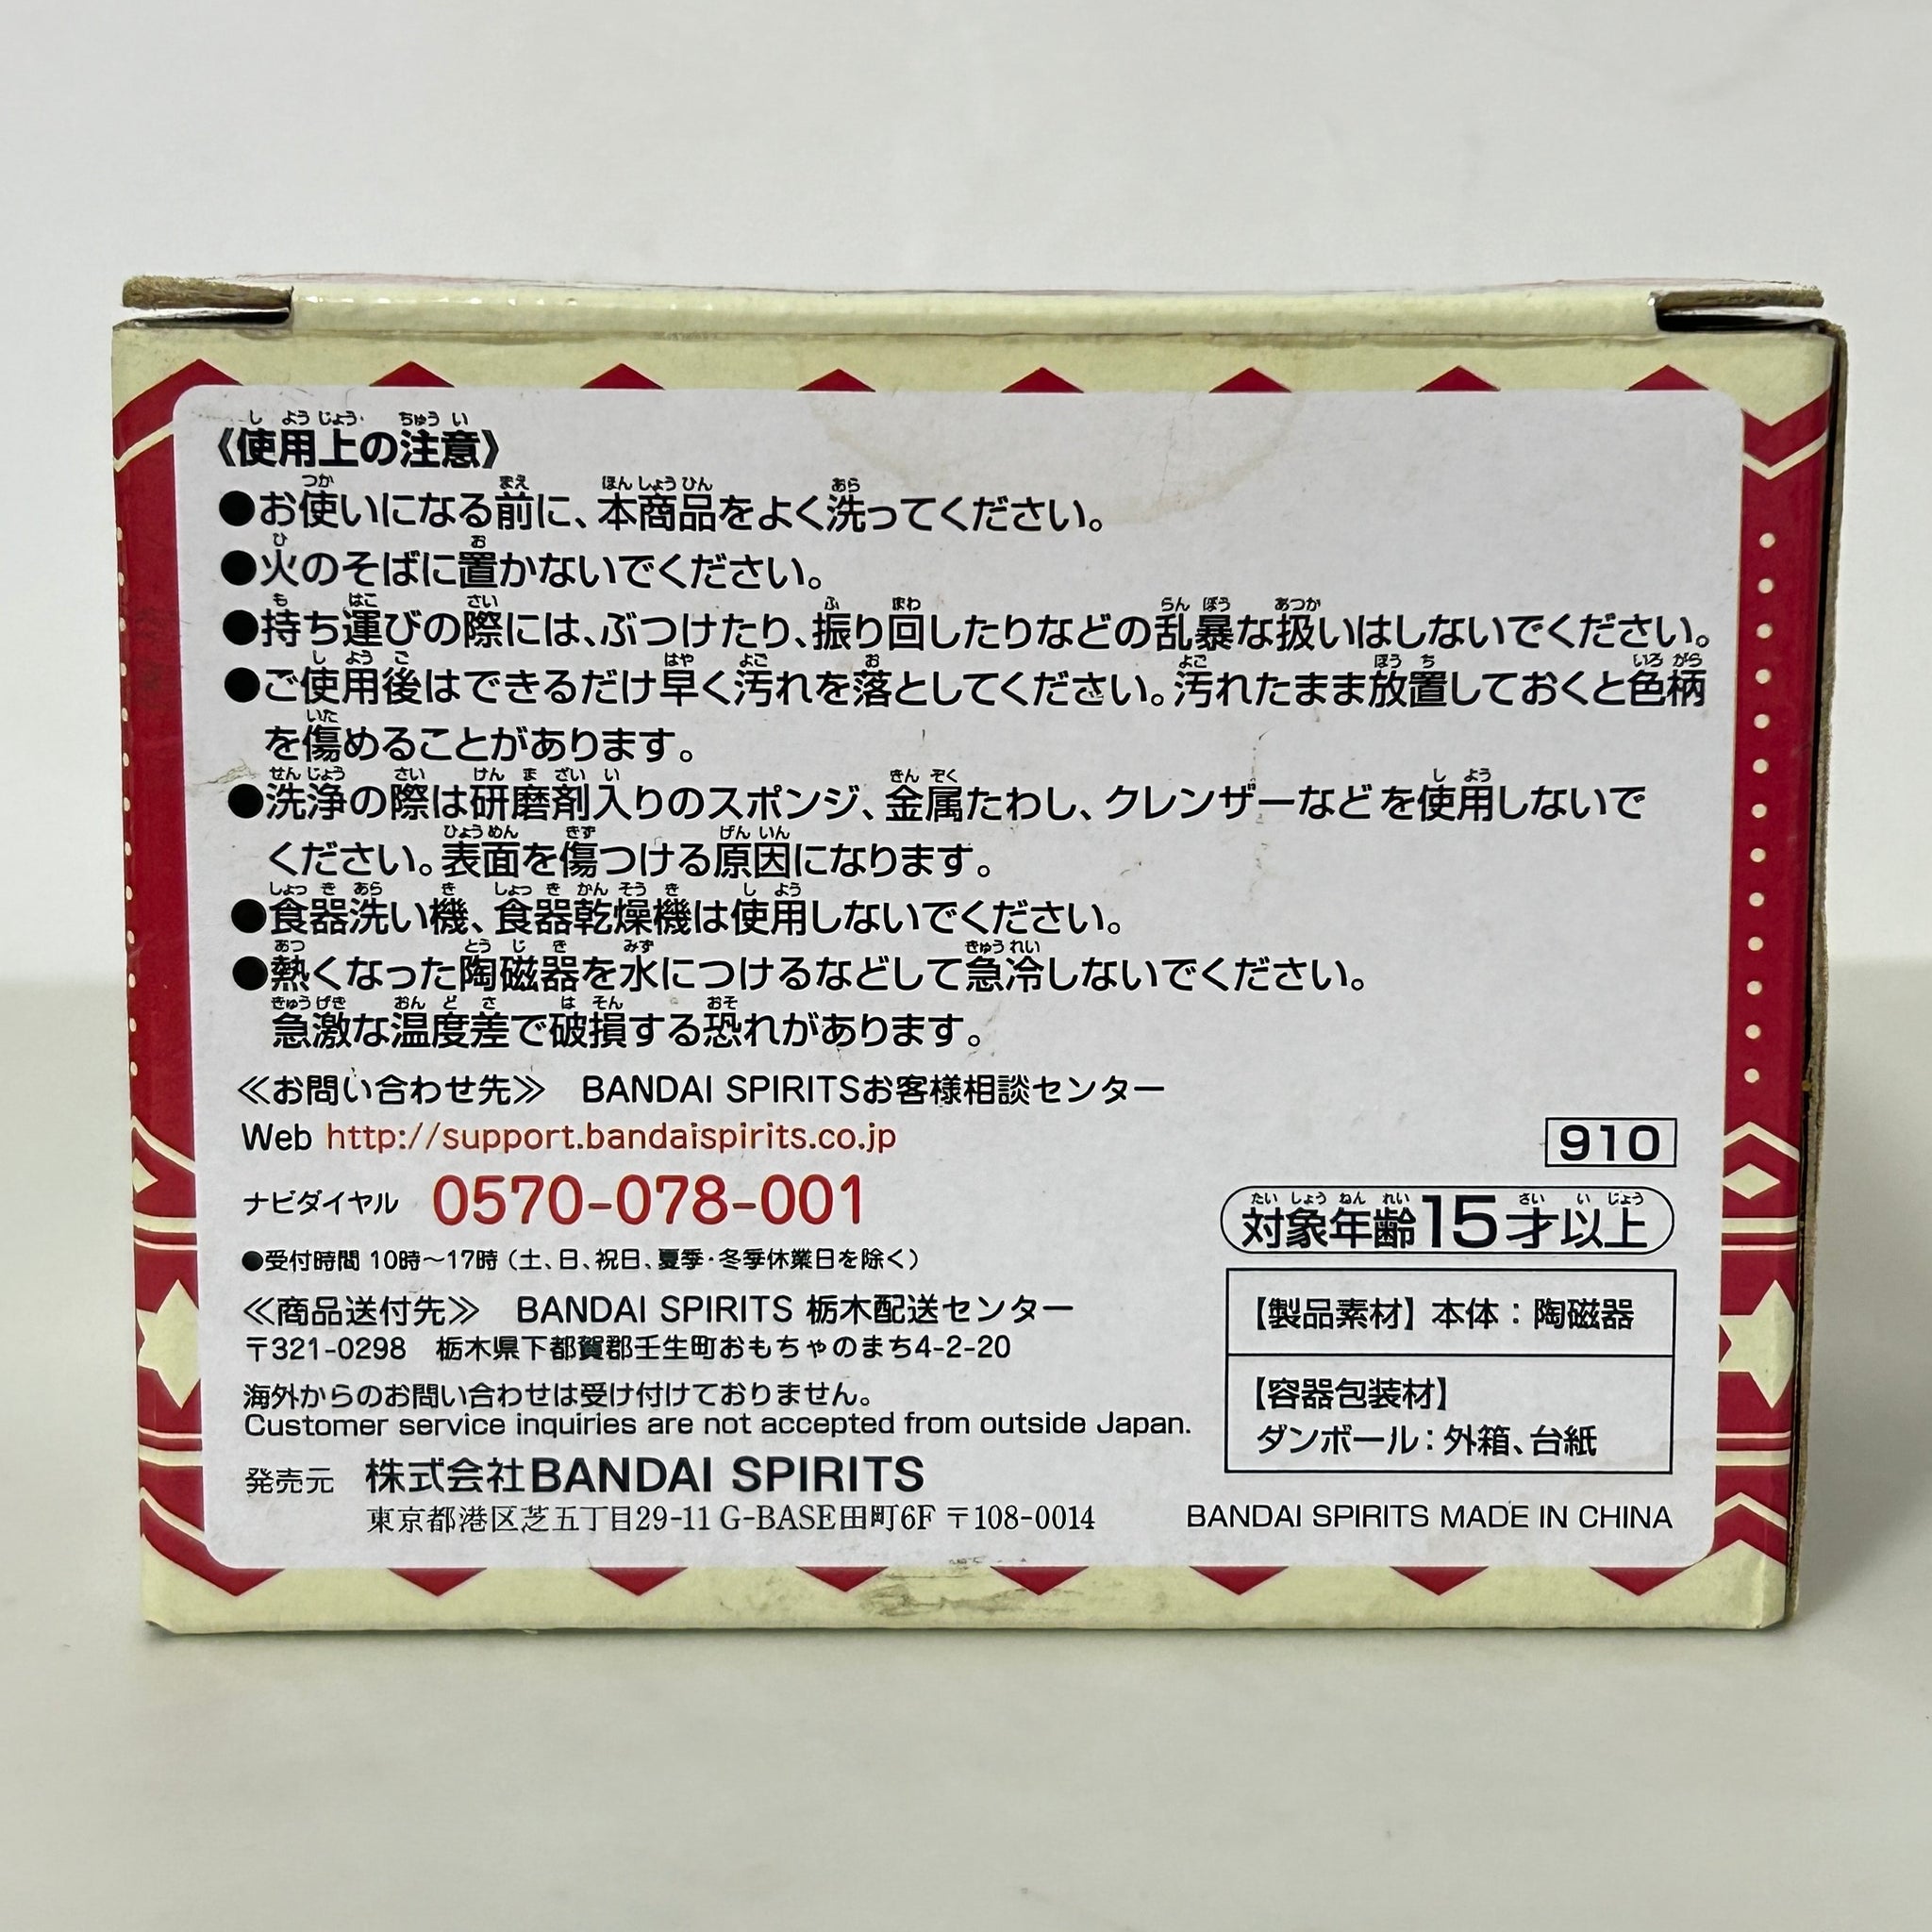 《使用上の注意》
●お使いになる前に、本商品をよく洗ってください。
●火のそばに置かないでください。
●持ち運びの際には、ぶつけたり、振り回したりなどの乱暴な扱いはしないでください。
●ご使用後はできるだけ早く汚れを落としてください。汚れたまま放置しておくと色柄
を傷めることがあります。
●洗浄の際は研磨剤入りのスポンジ、金属たわし、クレンザーなどを使用しないで
ください。表面を傷つける原因になります。
●食器洗い機、食器乾燥機は使用しないでください。
●熱くなった陶磁器を水につけるなどして急冷しないでください。
急激な温度差で破損する恐れがあります。
≪お問い合わせ先≫ BANDAI SPIRITSお客様相談センター
Web http://support.bandaispirits.co.jp
ナビダイヤル 0570-078-001
●受付時間 10時〜17時（土、日、祝日、夏季・冬季休業日を除く）
≪商品送付先≫ BANDAI SPIRITS 栃木配送センター
〒321-0298 栃木県下都賀郡壬生町おもちゃのまち4-2-20
海外からのお問い合わせは受け付けておりません。
Customer service inquiries are not accepted from outside Japan.
発売元 株式会社BANDAI SPIRITS
東京都港区芝五丁目29-11 G-BASE田町6F 〒108-0014
910
対象年齢15才以上
【製品素材】本体：陶磁器
【容器包装材】
ダンボール：外箱、台紙
BANDAI SPIRITS MADE IN CHINA